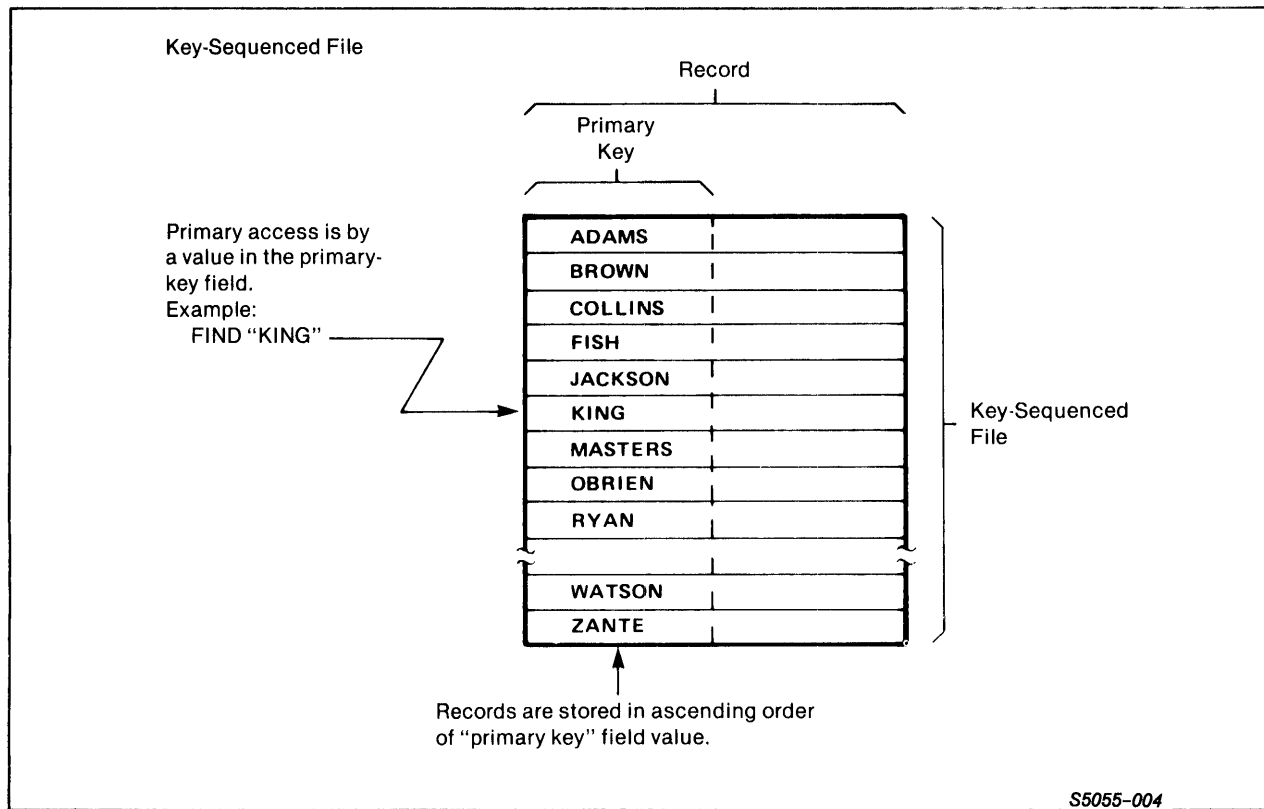 Key-Sequenced File
Record
Primary
Key
Primary access is by
a value in the primary-
key field.
Example:
FIND “KING”
ADAMS
BROWN
COLLINS
FISH
JACKSON
KING
MASTERS
OBRIEN
RYAN
WATSON
ZANTE
Key-Sequenced
File
Records are stored in ascending order
of “primary key” field value.
S5055-004